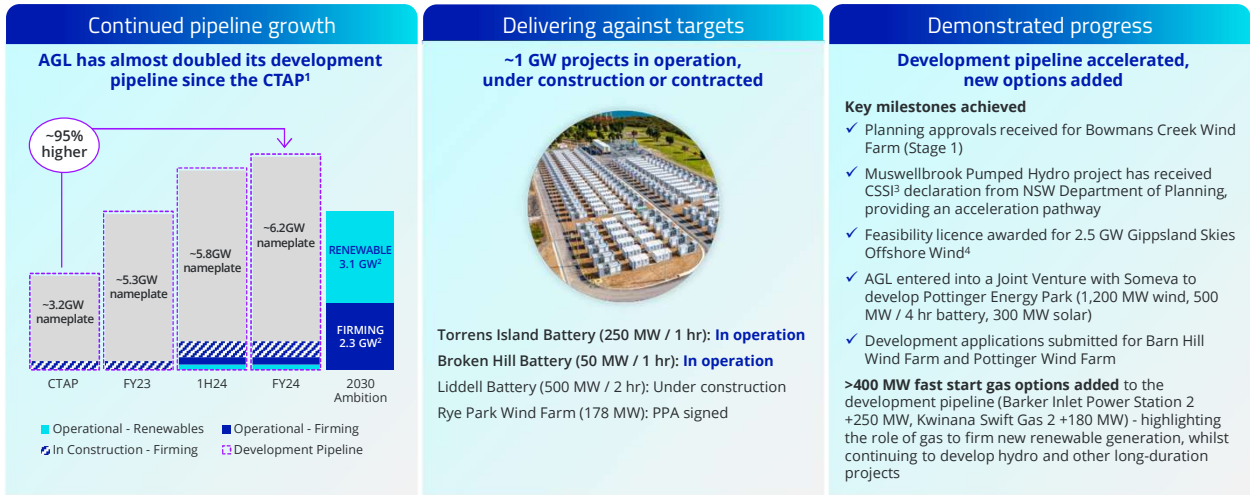 Continued pipeline growth
AGL has almost doubled its development
pipeline since the CTAP¹
~95%
higher
~3.2GW
nameplate
~5.3GW
nameplate
~5.8GW
nameplate
~6.2GW
nameplate
RENEWABLE
3.1 GW²
FIRMING
2.3 GW²
CTAP
FY23
1H24
FY24
2030
Ambition
Operational - Renewables
Operational - Firming
In Construction - Firming
Development Pipeline
Delivering against targets
~1 GW projects in operation,
under construction or contracted
Torrens Island Battery (250 MW / 1 hr): In operation
Broken Hill Battery (50 MW / 1 hr): In operation
Liddell Battery (500 MW / 2 hr): Under construction
Rye Park Wind Farm (178 MW): PPA signed
Demonstrated progress
Development pipeline accelerated,
new options added
Key milestones achieved
✓ Planning approvals received for Bowmans Creek Wind
Farm (Stage 1)
✓ Muswellbrook Pumped Hydro project has received
CSSI³ declaration from NSW Department of Planning,
providing an acceleration pathway
✓ Feasibility licence awarded for 2.5 GW Gippsland Skies
Offshore Wind⁴
✓ AGL entered into a Joint Venture with Someva to
develop Pottinger Energy Park (1,200 MW wind, 500
MW / 4 hr battery, 300 MW solar)
✓ Development applications submitted for Barn Hill
Wind Farm and Pottinger Wind Farm
>400 MW fast start gas options added to the
development pipeline (Barker Inlet Power Station 2
+250 MW, Kwinana Swift Gas 2 +180 MW) - highlighting
the role of gas to firm new renewable generation, whilst
continuing to develop hydro and other long-duration
projects